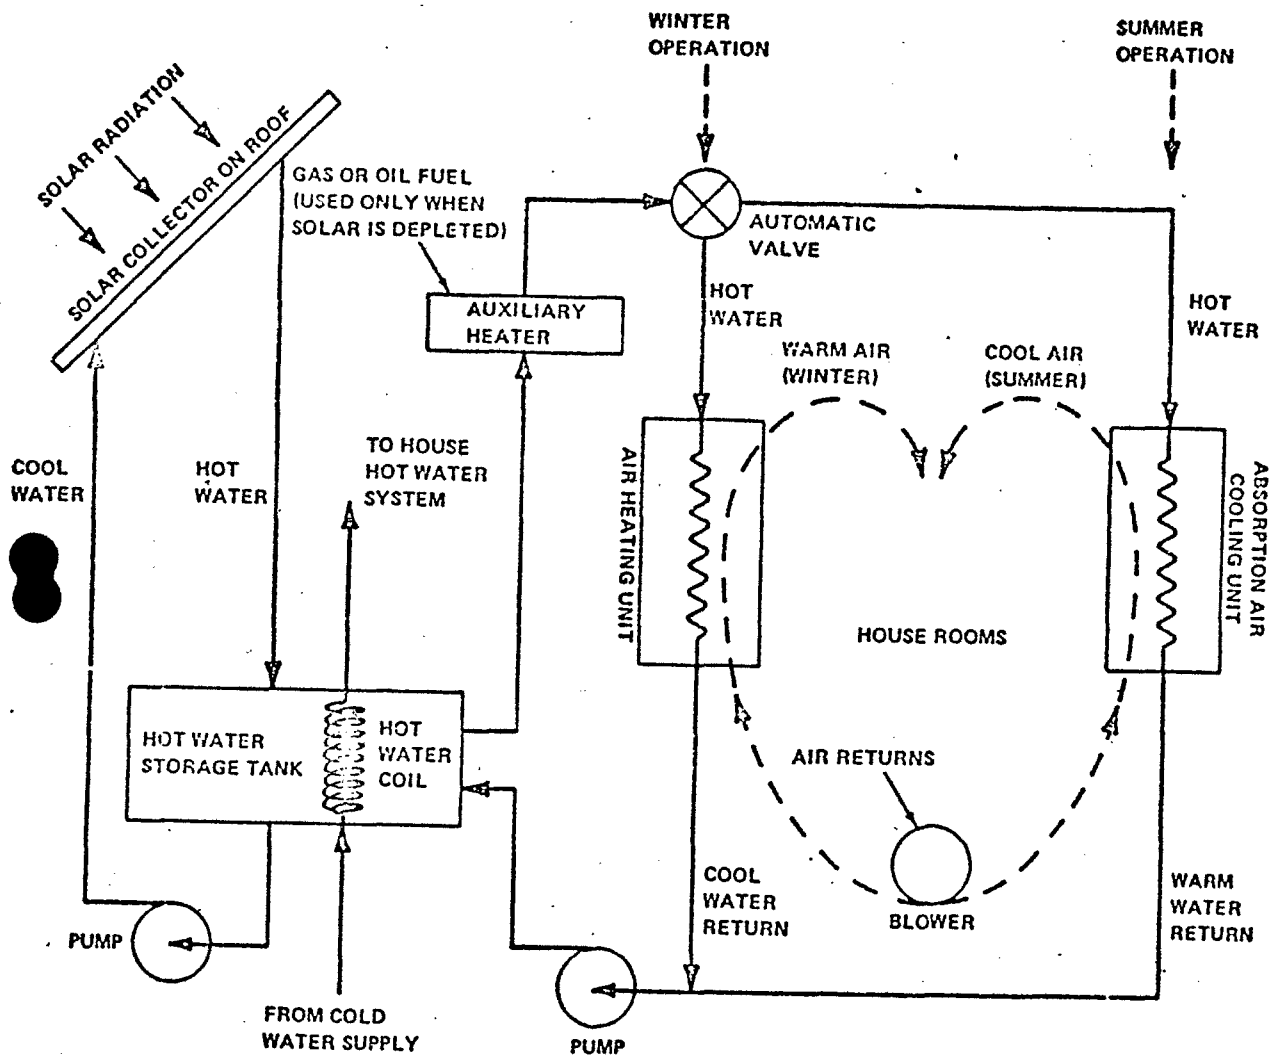 WINTER
OPERATION
SUMMER
OPERATION
SOLAR RADIATION
SOLAR COLLECTOR ON ROOF
GAS OR OIL FUEL
(USED ONLY WHEN
SOLAR IS DEPLETED)
AUTOMATIC
VALVE
AUXILIARY
HEATER
HOT
WATER
HOT
WATER
WARM AIR
(WINTER)
COOL AIR
(SUMMER)
COOL
WATER
HOT
WATER
TO HOUSE
HOT WATER
SYSTEM
AIR HEATING UNIT
ABSORPTION AIR
COOLING UNIT
HOUSE ROOMS
HOT WATER
STORAGE TANK
HOT
WATER
COIL
AIR RETURNS
BLOWER
COOL
WATER
RETURN
WARM
WATER
RETURN
PUMP
FROM COLD
WATER SUPPLY
PUMP